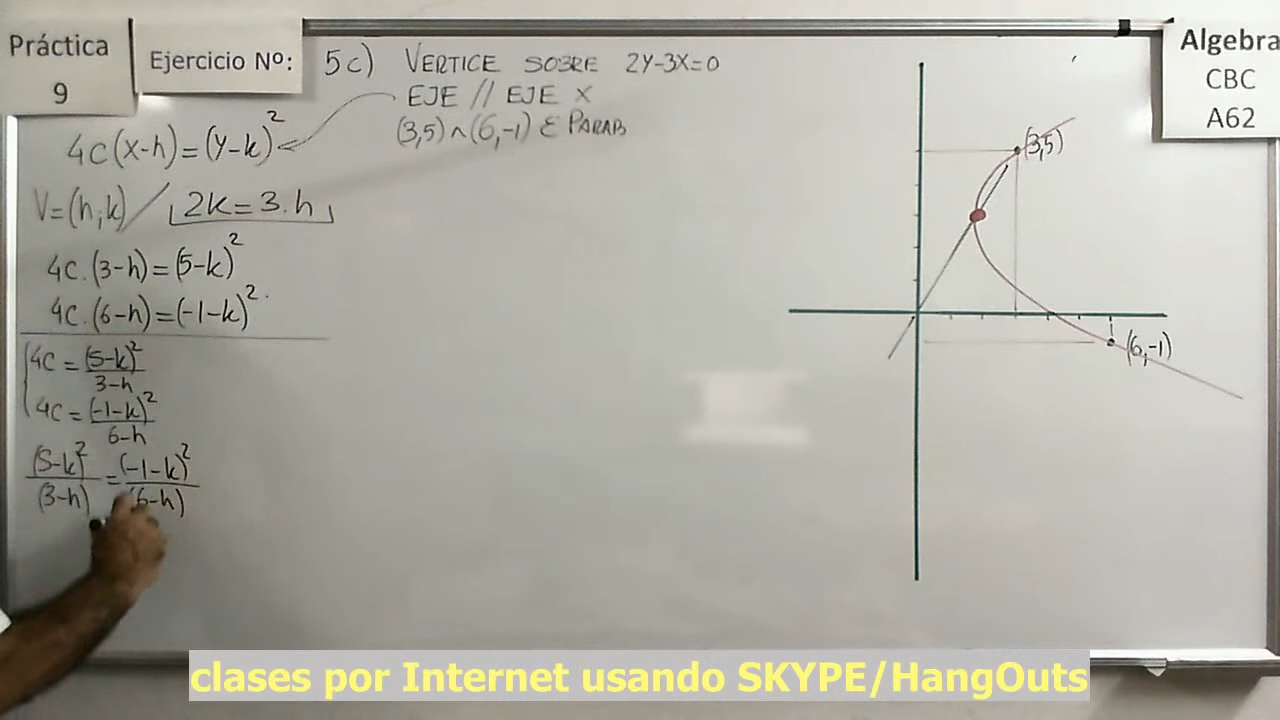 Práctica
9
Ejercicio Nº:
5c) VERTICE SOBRE 2Y-3X=0
EJE // EJE X
(3,5)∧(6,-1) ∈ PARAB
Algebra
CBC
A62
4C(X-h)=(Y-k)²
V=(h,k) / 2k=3.h
4C.(3-h)=(5-k)²
4C.(6-h)=(-1-k)²
4C = (5-k)²/3-h
4C = (-1-k)²/6-h
(5-k)²/(3-h) = (-1-k)²/(6-h)
(3,5)
(6,-1)
clases por Internet usando SKYPE/HangOuts